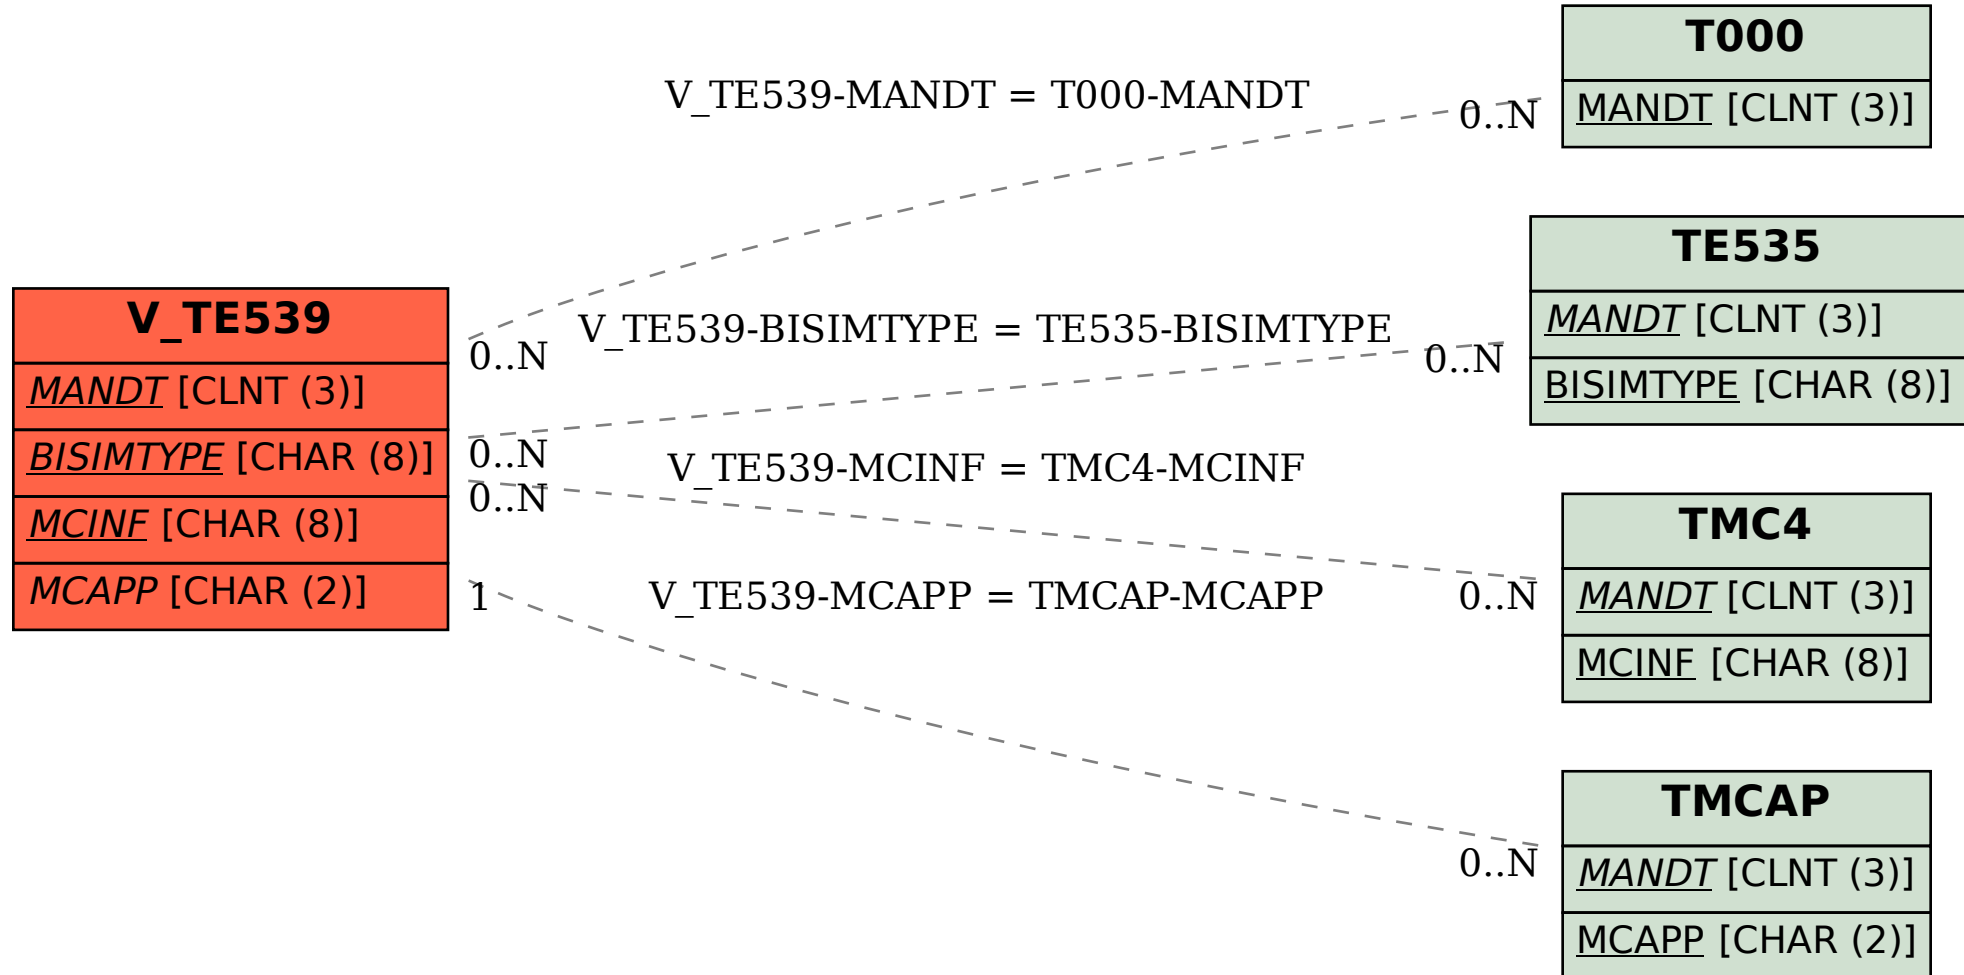 T000
MANDT [CLNT (3)]
V_TE539-MANDT = T000-MANDT
0..N
TE535
MANDT [CLNT (3)]
BISIMTYPE [CHAR (8)]
V_TE539
MANDT [CLNT (3)]
BISIMTYPE [CHAR (8)]
MCINF [CHAR (8)]
MCAPP [CHAR (2)]
0..N
V_TE539-BISIMTYPE = TE535-BISIMTYPE
0..N
0..N
V_TE539-MCINF = TMC4-MCINF
0..N
TMC4
MANDT [CLNT (3)]
MCINF [CHAR (8)]
1
V_TE539-MCAPP = TMCAP-MCAPP
0..N
TMCAP
MANDT [CLNT (3)]
MCAPP [CHAR (2)]
0..N